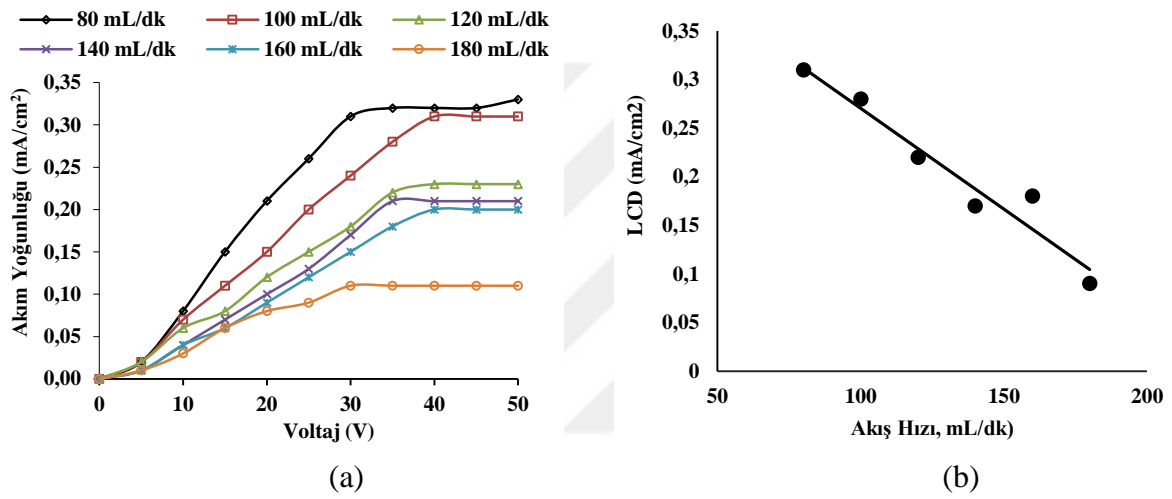 80 mL/dk 100 mL/dk 120 mL/dk
140 mL/dk 160 mL/dk 180 mL/dk
Akım Yoğunluğu (mA/cm²)
0,35
0,30
0,25
0,20
0,15
0,10
0,05
0,00
0 10 20 30 40 50
Voltaj (V)
(a)
LCD (mA/cm2)
0,35
0,3
0,25
0,2
0,15
0,1
0,05
0
50 100 150 200
Akış Hızı, mL/dk)
(b)